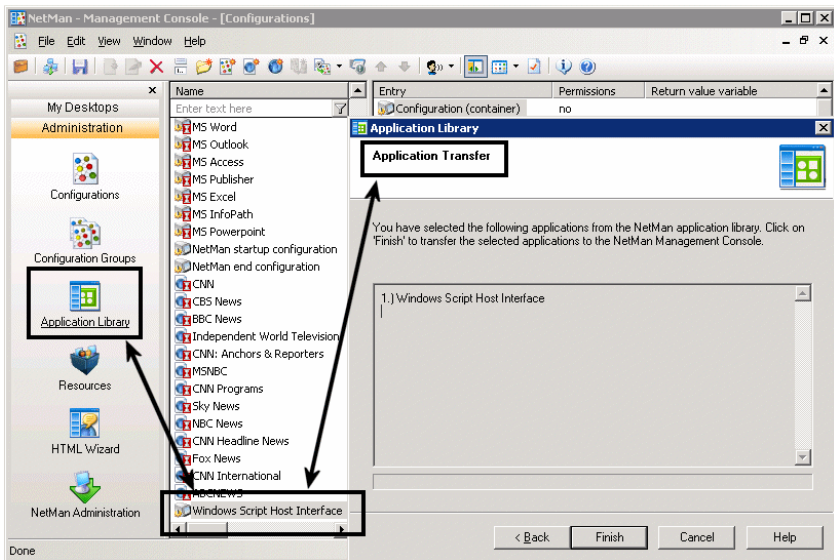 NetMan - Management Console - [Configurations]
File Edit View Window Help
My Desktops
Administration
Configurations
Configuration Groups
Application Library
Resources
HTML Wizard
NetMan Administration
Name
Enter text here
MS Word
MS Outlook
MS Access
MS Publisher
MS Excel
MS InfoPath
MS Powerpoint
NetMan startup configuration
NetMan end configuration
CNN
CBS News
BBC News
Independent World Television
CNN: Anchors & Reporters
MSNBC
CNN Programs
Sky News
NBC News
CNN Headline News
Fox News
CNN International
ABCNEWS
Windows Script Host Interface
Entry Permissions Return value variable
Configuration (container) no
Application Library
Application Transfer
You have selected the following applications from the NetMan application library. Click on
'Finish' to transfer the selected applications to the NetMan Management Console.
1.) Windows Script Host Interface
< Back Finish Cancel Help
Done